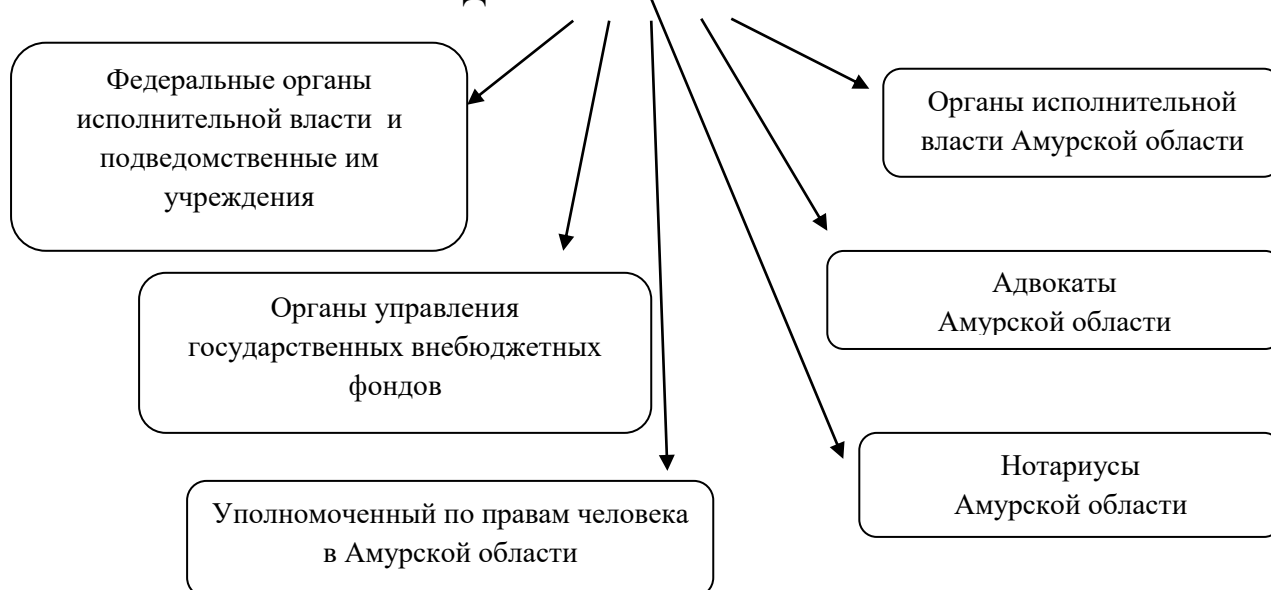 Федеральные органы
исполнительной власти и
подведомственные им
учреждения
Органы исполнительной
власти Амурской области
Органы управления
государственных внебюджетных
фондов
Адвокаты
Амурской области
Уполномоченный по правам человека
в Амурской области
Нотариусы
Амурской области